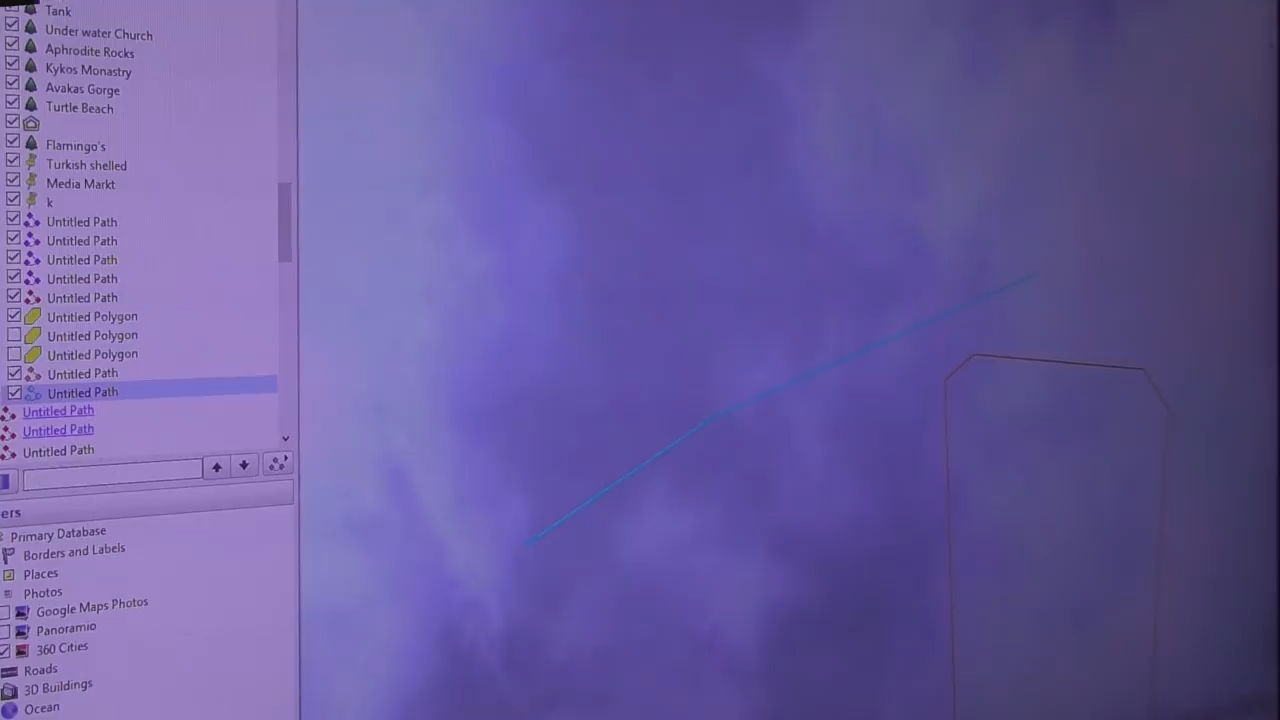 Tank
Under water Church
Aphrodite Rocks
Kykos Monastry
Avakas Gorge
Turtle Beach
Flamingo's
Turkish shelled
Media Markt
k
Untitled Path
Untitled Path
Untitled Path
Untitled Path
Untitled Path
Untitled Polygon
Untitled Polygon
Untitled Polygon
Untitled Path
Untitled Path
Untitled Path
Untitled Path
Untitled Path
ers
Primary Database
Borders and Labels
Places
Photos
Google Maps Photos
Panoramio
360 Cities
Roads
3D Buildings
Ocean